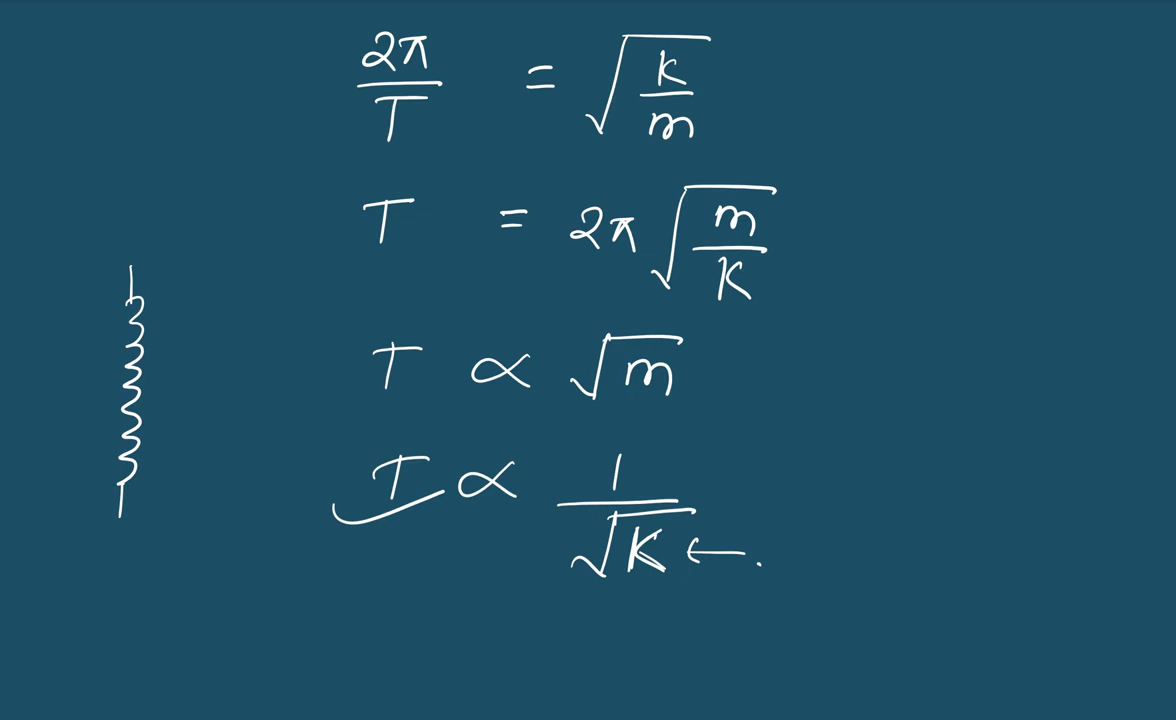 2π/T = √(k/m)
T = 2π √(m/K)
T ∝ √m
T ∝ 1/√K ← .